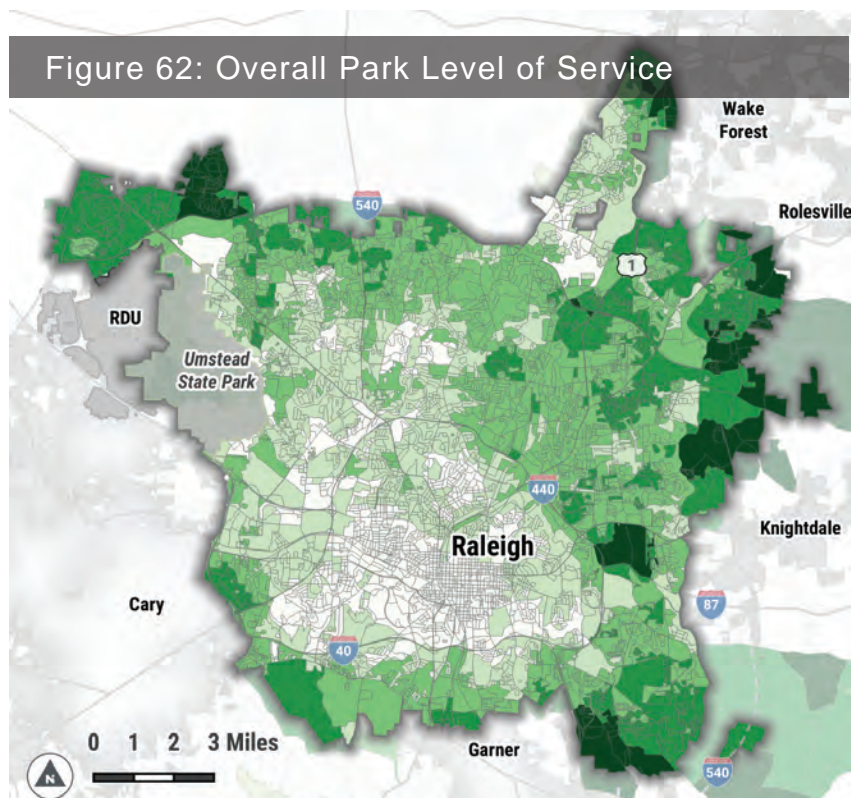 Figure 62: Overall Park Level of Service
Wake
Forest
540
Rolesville
1
RDU
Umstead
State Park
440
Raleigh
Knightdale
Cary
87
40
0 1 2 3 Miles
Garner
N
540